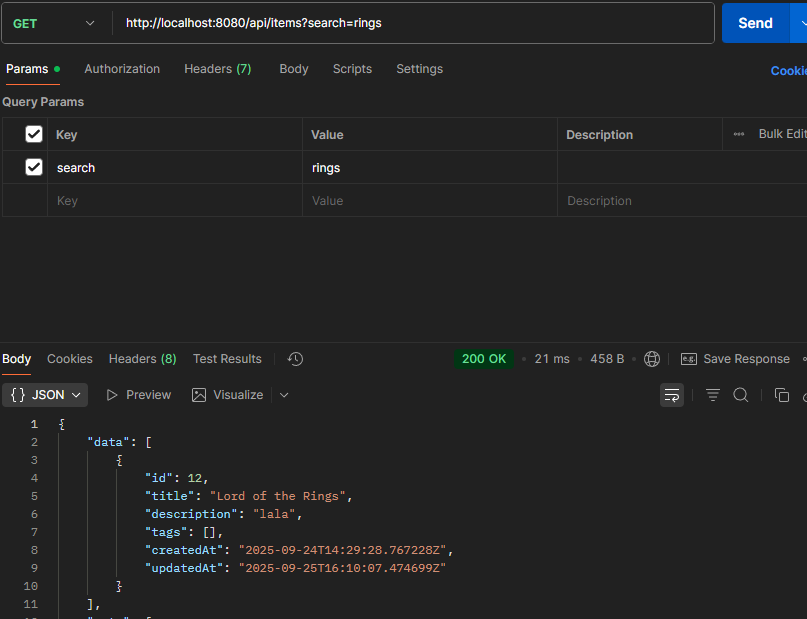 GET http://localhost:8080/api/items?search=rings Send
Params Authorization Headers (7) Body Scripts Settings Cookie
Query Params
Key Value Description Bulk Edit
search rings
Key Value Description
Body Cookies Headers (8) Test Results 200 OK 21 ms 458 B e.g. Save Response
{} JSON Preview Visualize
1 {
2 "data": [
3 {
4 "id": 12,
5 "title": "Lord of the Rings",
6 "description": "lala",
7 "tags": [],
8 "createdAt": "2025-09-24T14:29:28.767228Z",
9 "updatedAt": "2025-09-25T16:10:07.474699Z"
10 }
11 ],